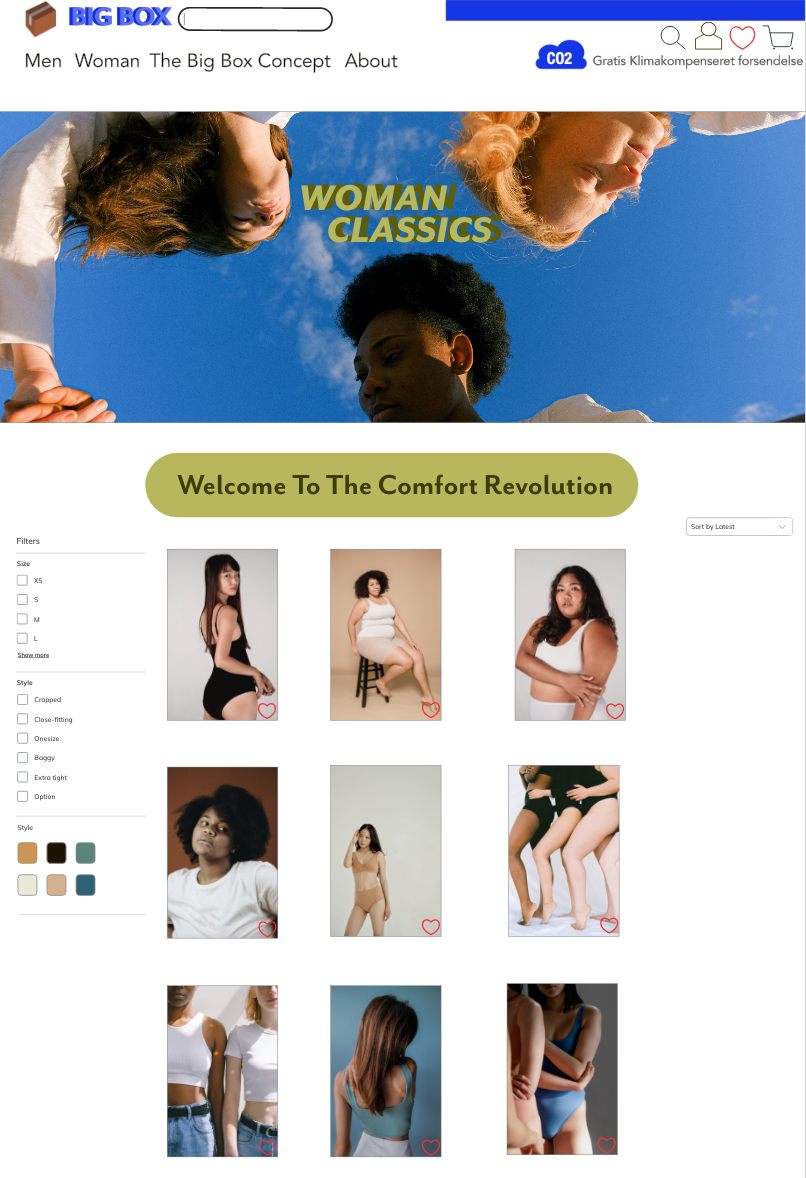 BIG BOX
Men Woman The Big Box Concept About
CO2 Gratis Klimakompenseret forsendelse
WOMAN
CLASSICS
Welcome To The Comfort Revolution
Sort by Latest
Filters
Size
XS
S
M
L
Show more
Style
Cropped
Close-fitting
Onesize
Baggy
Extra tight
Option
Style